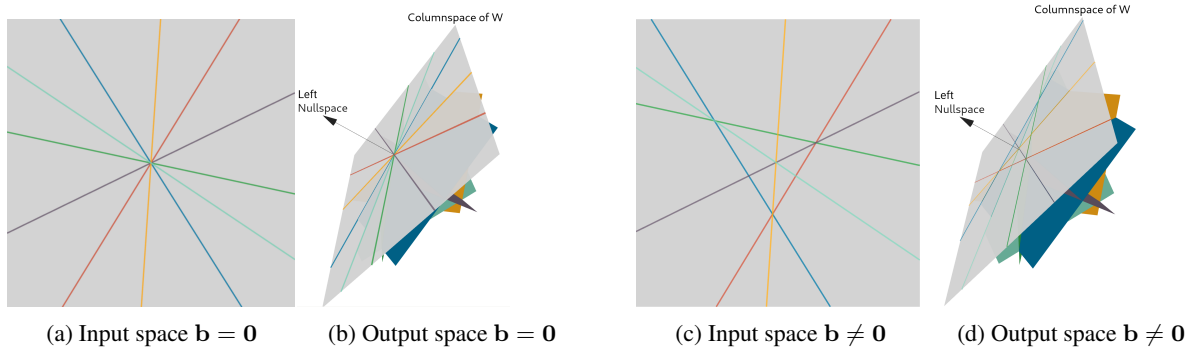 Columnspace of W
Left
Nullspace
Columnspace of W
Left
Nullspace
(a) Input space b = 0
(b) Output space b = 0
(c) Input space b ≠ 0
(d) Output space b ≠ 0